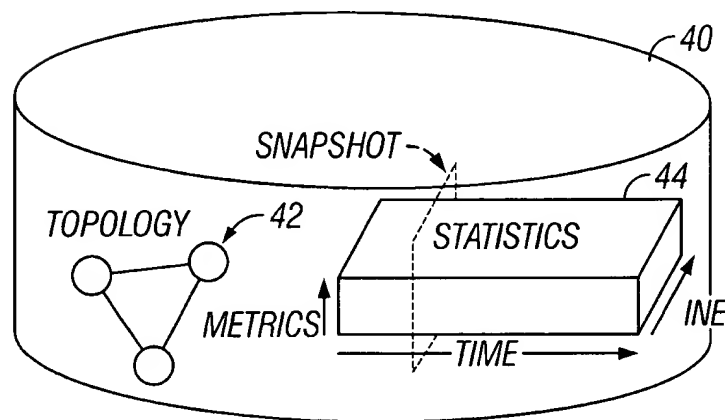 40
SNAPSHOT
44
TOPOLOGY
42
STATISTICS
METRICS
TIME
INE